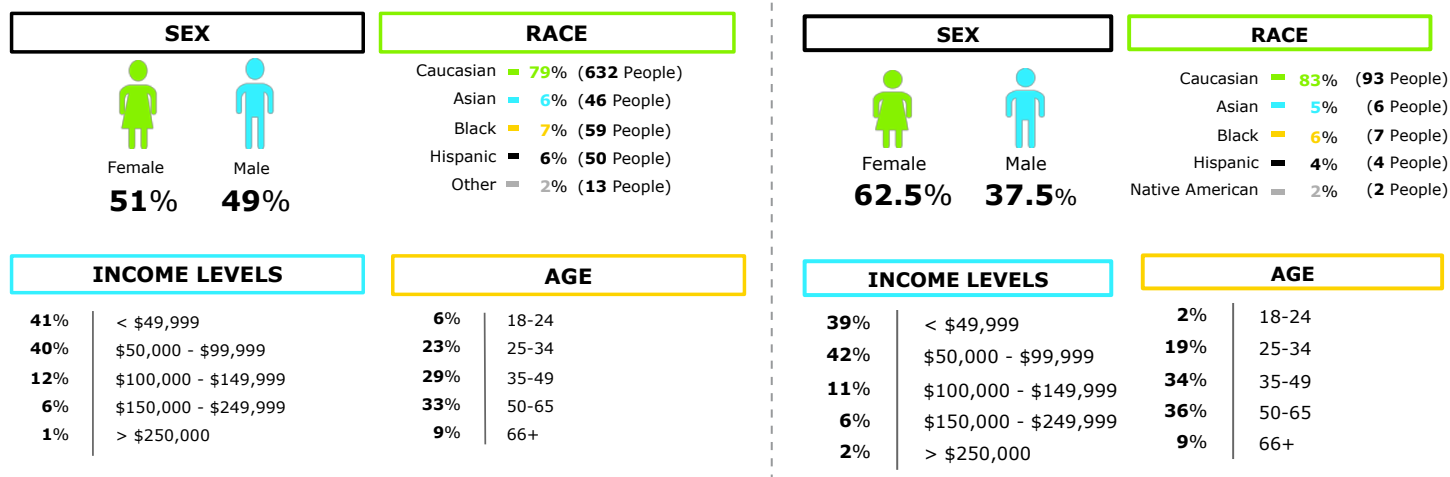 SEX
Female
Male
51%
49%
RACE
Caucasian 79% (632 People)
Asian 6% (46 People)
Black 7% (59 People)
Hispanic 6% (50 People)
Other 2% (13 People)
INCOME LEVELS
41% < $49,999
40% $50,000 - $99,999
12% $100,000 - $149,999
6% $150,000 - $249,999
1% > $250,000
AGE
6% 18-24
23% 25-34
29% 35-49
33% 50-65
9% 66+
SEX
Female
Male
62.5%
37.5%
RACE
Caucasian 83% (93 People)
Asian 5% (6 People)
Black 6% (7 People)
Hispanic 4% (4 People)
Native American 2% (2 People)
INCOME LEVELS
39% < $49,999
42% $50,000 - $99,999
11% $100,000 - $149,999
6% $150,000 - $249,999
2% > $250,000
AGE
2% 18-24
19% 25-34
34% 35-49
36% 50-65
9% 66+